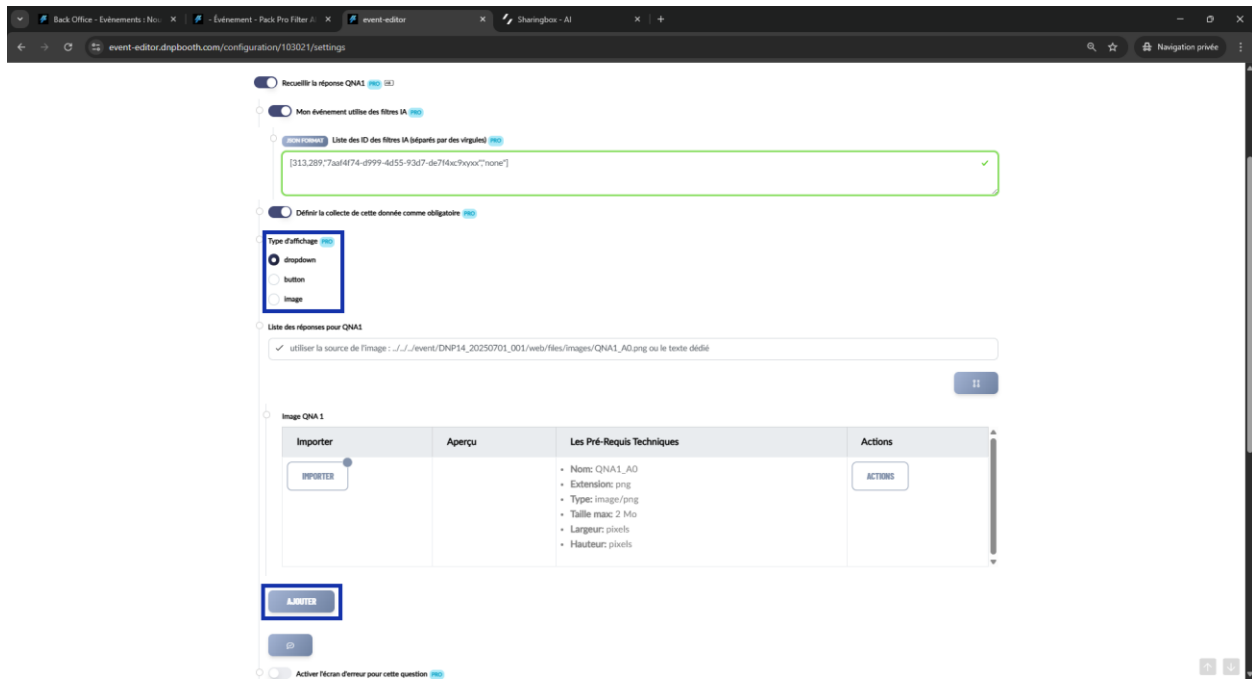 Back Office - Evénements : Nou
- Événement - Pack Pro Filter A
event-editor
Sharingbox - AI
event-editor.dnpbooth.com/configuration/103021/settings
Navigation privée
Recueillir la réponse QNA1 PRO
Mon événement utilise des filtres IA PRO
JSON FORMAT Liste des ID des filtres IA (séparés par des virgules) PRO
[313,289,"7aaf4f74-d999-4d55-93d7-de7f4xc9xyxx","none"]
Définir la collecte de cette donnée comme obligatoire PRO
Type d'affichage PRO
dropdown
button
image
Liste des réponses pour QNA1
utiliser la source de l'image : ../../../event/DNP14_20250701_001/web/files/images/QNA1_A0.png ou le texte dédié
Image QNA 1
Importer Aperçu Les Pré-Requis Techniques Actions
IMPORTER
• Nom: QNA1_A0
• Extension: png
• Type: image/png
• Taille max: 2 Mo
• Largeur: pixels
• Hauteur: pixels
ACTIONS
AJOUTER
Activer l'écran d'erreur pour cette question PRO